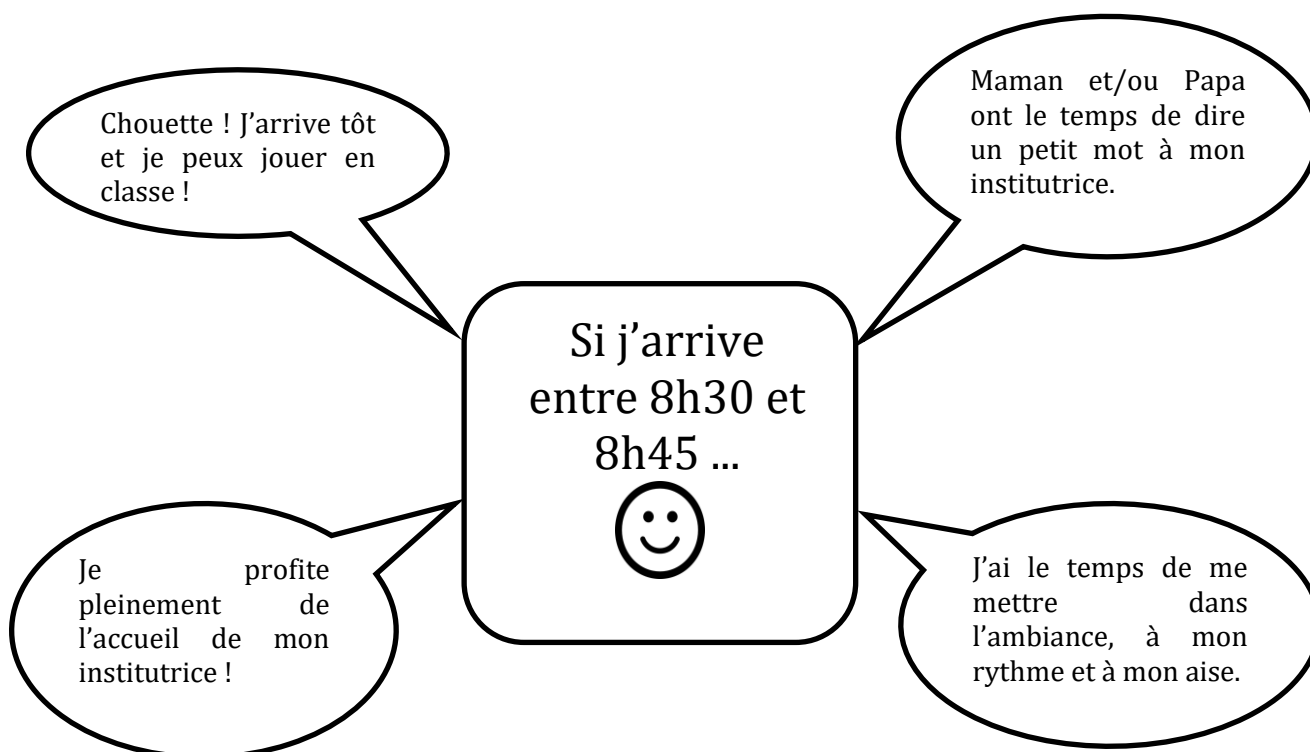 Chouette ! J’arrive tôt
et je peux jouer en
classe !
Maman et/ou Papa
ont le temps de dire
un petit mot à mon
institutrice.
Si j’arrive
entre 8h30 et
8h45 ...
Je profite
pleinement de
l’accueil de mon
institutrice !
J’ai le temps de me
mettre dans
l’ambiance, à mon
rythme et à mon aise.